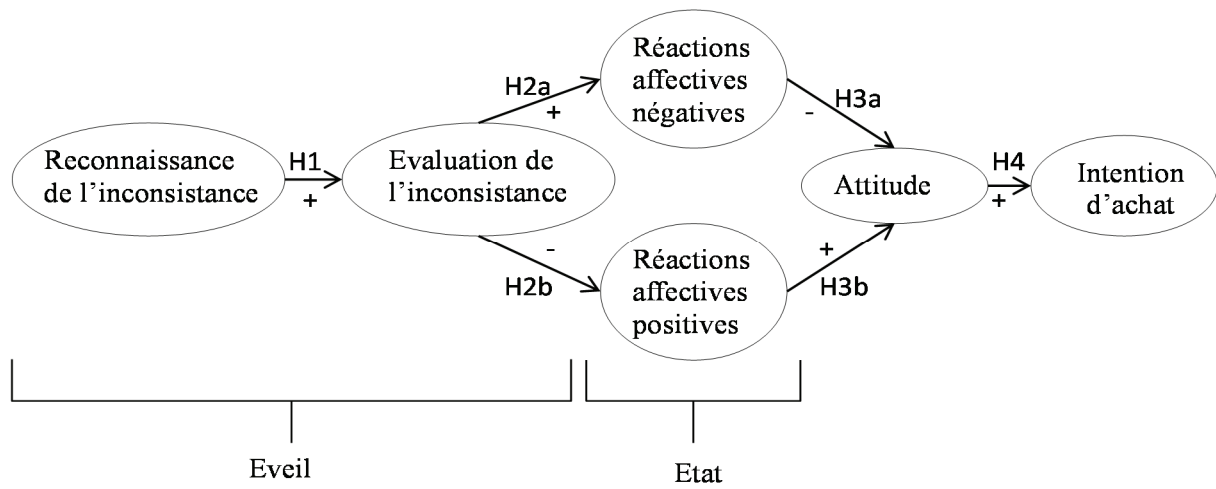 Reconnaissance
de l’inconsistance
H1
+
Evaluation de
l’inconsistance
H2a
+
-
H2b
Réactions
affectives
négatives
Réactions
affectives
positives
H3a
-
+
H3b
Attitude
H4
+
Intention
d’achat
Eveil
Etat